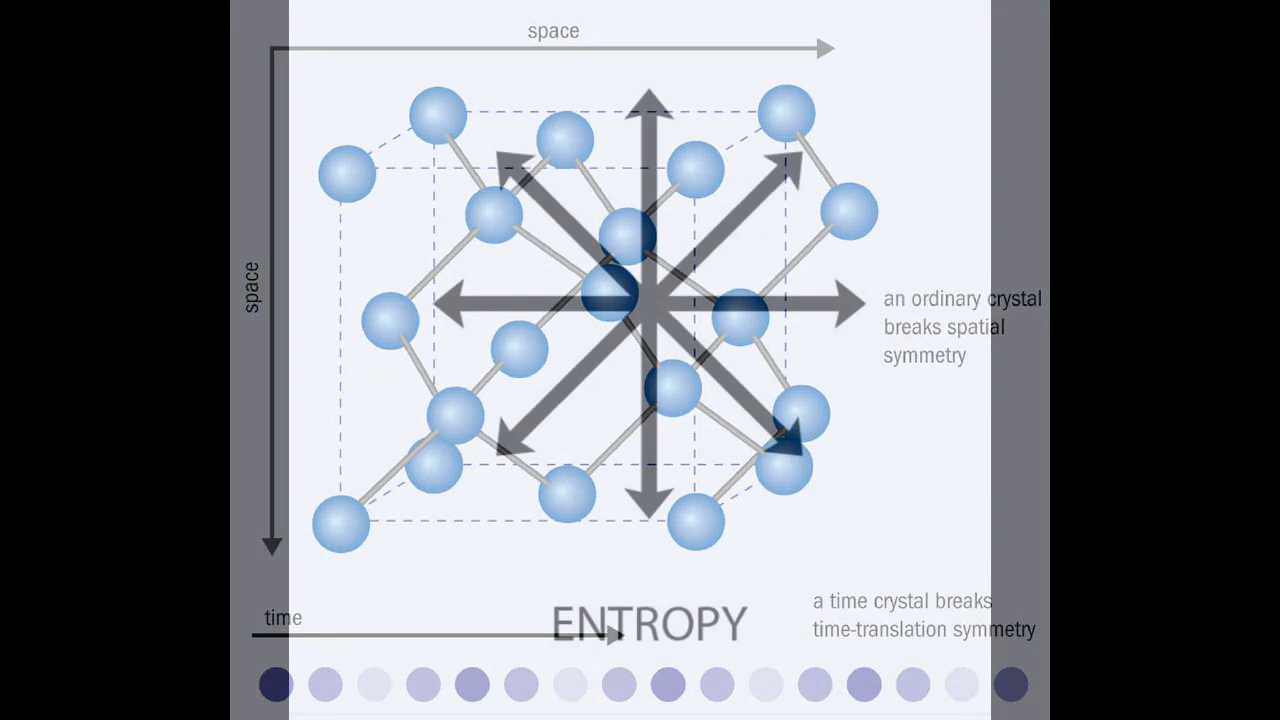 space
space
an ordinary crystal
breaks spatial
symmetry
time
ENTROPY
a time crystal breaks
time-translation symmetry